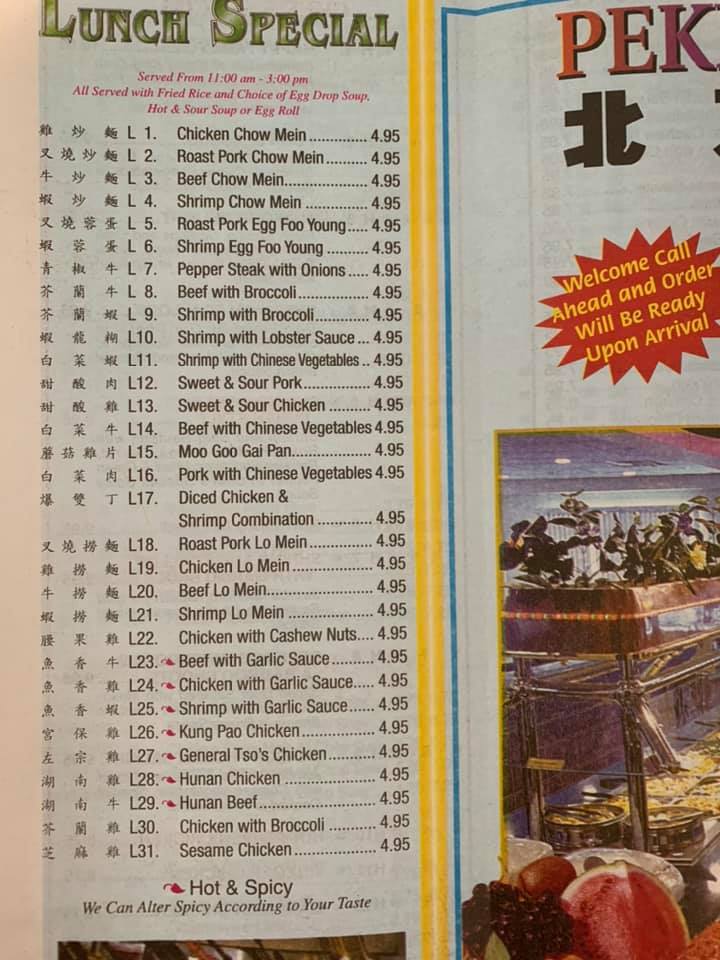 LUNCH SPECIAL
Served From 11:00 am - 3:00 pm
All Served with Fried Rice and Choice of Egg Drop Soup,
Hot & Sour Soup or Egg Roll
雞炒麵 L 1. Chicken Chow Mein .............. 4.95
叉燒炒麵 L 2. Roast Pork Chow Mein .......... 4.95
牛炒麵 L 3. Beef Chow Mein................... 4.95
蝦炒麵 L 4. Shrimp Chow Mein ............... 4.95
叉燒蓉蛋 L 5. Roast Pork Egg Foo Young..... 4.95
蝦蓉蛋 L 6. Shrimp Egg Foo Young .......... 4.95
青椒牛 L 7. Pepper Steak with Onions ..... 4.95
芥蘭牛 L 8. Beef with Broccoli................. 4.95
芥蘭蝦 L 9. Shrimp with Broccoli............. 4.95
蝦龍糊 L10. Shrimp with Lobster Sauce ... 4.95
白菜蝦 L11. Shrimp with Chinese Vegetables .. 4.95
甜酸肉 L12. Sweet & Sour Pork................ 4.95
甜酸雞 L13. Sweet & Sour Chicken .......... 4.95
白菜牛 L14. Beef with Chinese Vegetables 4.95
蘑菇雞片 L15. Moo Goo Gai Pan................... 4.95
白菜肉 L16. Pork with Chinese Vegetables 4.95
爆雙丁 L17. Diced Chicken &
Shrimp Combination ............ 4.95
叉燒撈麵 L18. Roast Pork Lo Mein.............. 4.95
雞撈麵 L19. Chicken Lo Mein .................. 4.95
牛撈麵 L20. Beef Lo Mein....................... 4.95
蝦撈麵 L21. Shrimp Lo Mein ................... 4.95
腰果雞 L22. Chicken with Cashew Nuts.... 4.95
魚香牛 L23. Beef with Garlic Sauce .......... 4.95
魚香雞 L24. Chicken with Garlic Sauce..... 4.95
魚香蝦 L25. Shrimp with Garlic Sauce...... 4.95
宮保雞 L26. Kung Pao Chicken................ 4.95
左宗雞 L27. General Tso's Chicken........... 4.95
湖南雞 L28. Hunan Chicken .................... 4.95
湖南牛 L29. Hunan Beef.......................... 4.95
芥蘭雞 L30. Chicken with Broccoli ........... 4.95
芝麻雞 L31. Sesame Chicken................... 4.95
Hot & Spicy
We Can Alter Spicy According to Your Taste
PEK
北
Welcome Call
Ahead and Order
Will Be Ready
Upon Arrival